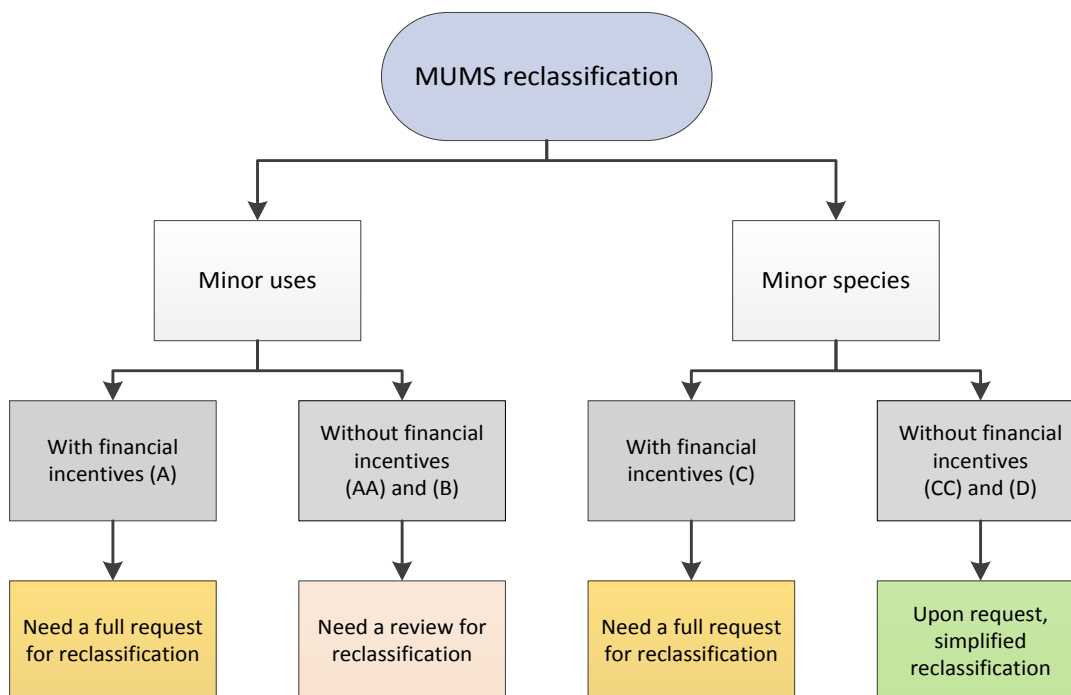 MUMS reclassification
Minor uses
Minor species
With financial
incentives (A)
Without financial
incentives
(AA) and (B)
With financial
incentives (C)
Without financial
incentives
(CC) and (D)
Need a full request
for reclassification
Need a review for
reclassification
Need a full request
for reclassification
Upon request,
simplified
reclassification